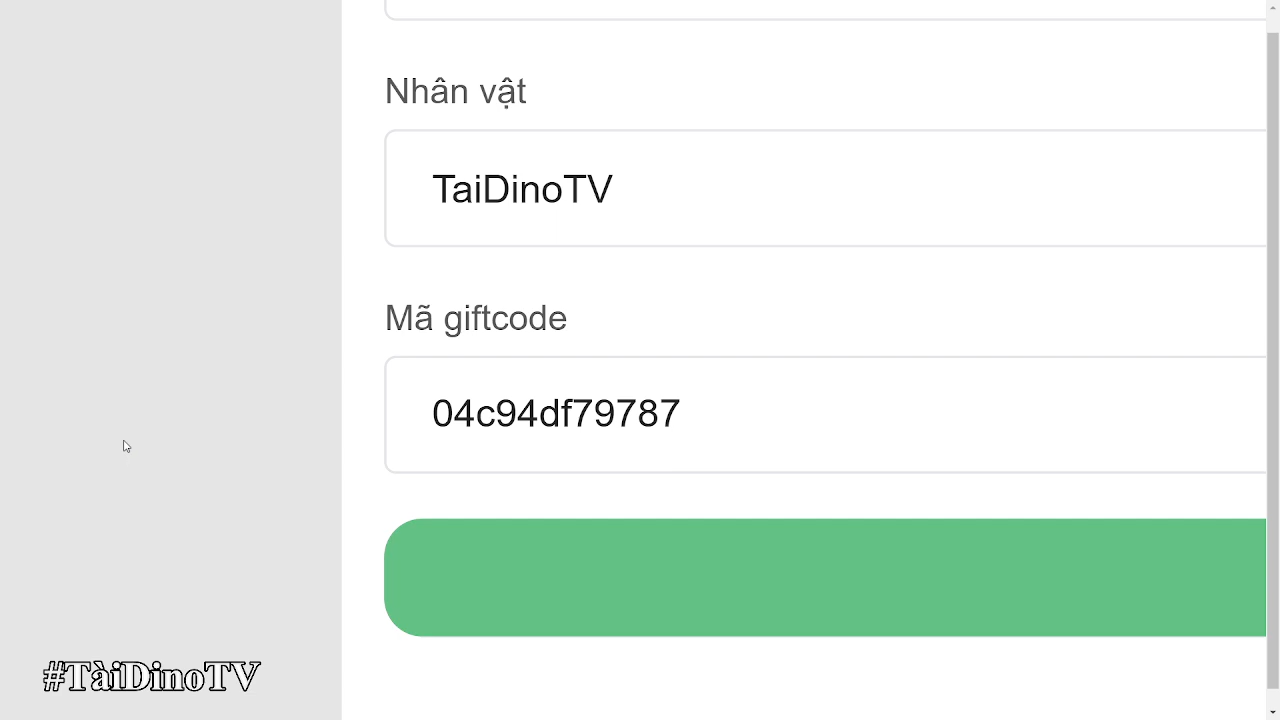 Nhân vật
TaiDinoTV
Mã giftcode
04c94df79787
#TàiDinoTV